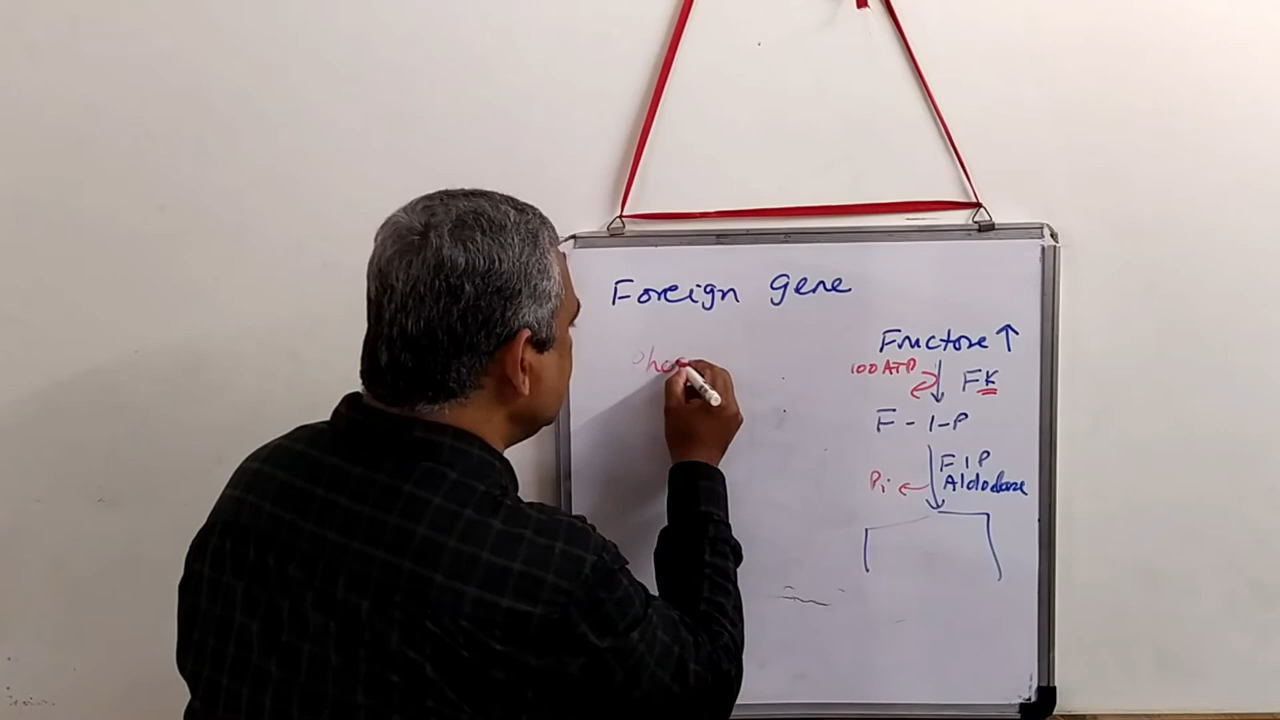 Foreign gene
Fructose ↑
100 ATP
FK
F-1-P
F1P
Pi
Aldolase